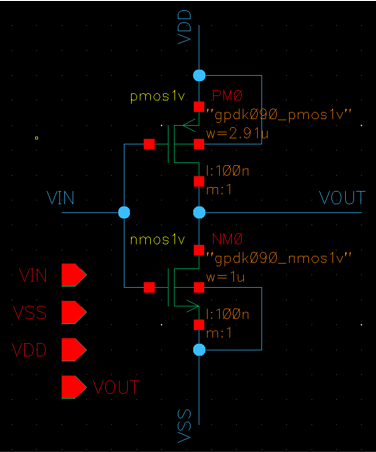 VDD
pmos1v PM0
"gpdk090_pmos1v"
w=2.91u
l:100n
m:1
VIN
VOUT
nmos1v NM0
"gpdk090_nmos1v"
w=1u
l:100n
m:1
VIN
VSS
VDD
VOUT
VSS